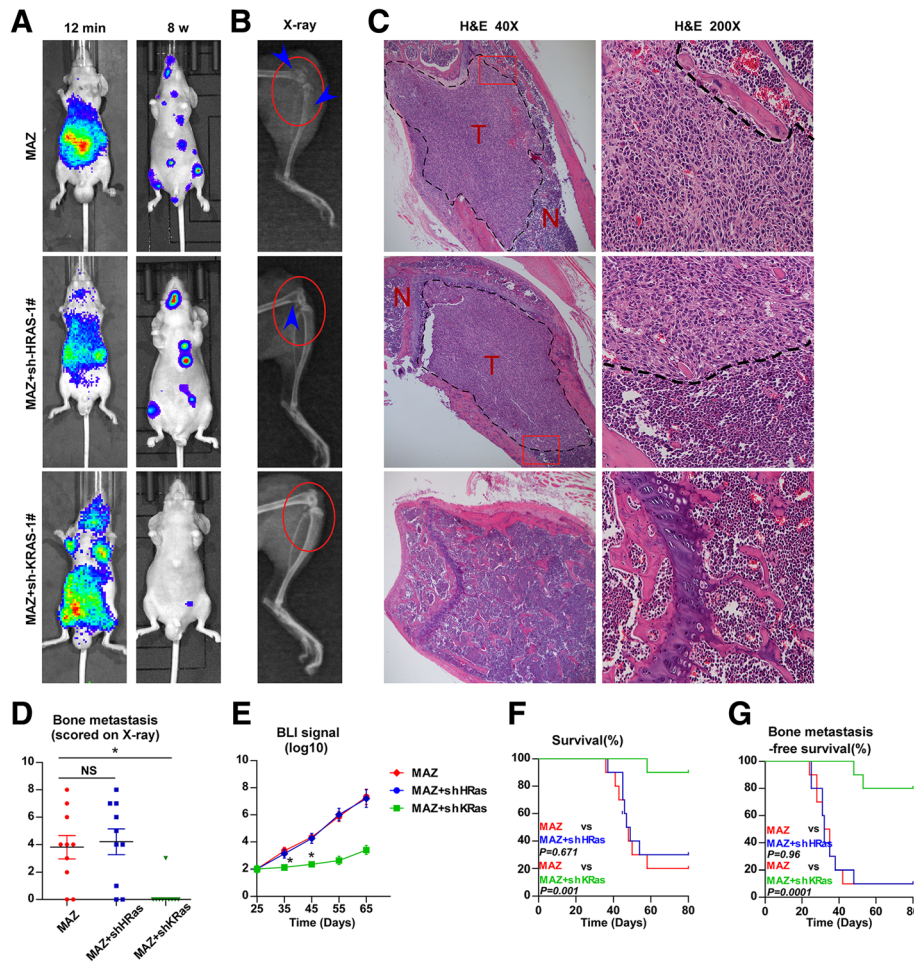 A
12 min
8 w
B
X-ray
C
H&E 40X
H&E 200X
MAZ
T
N
MAZ+sh-HRAS-1#
N
T
MAZ+sh-KRAS-1#
D
Bone metastasis
(scored on X-ray)
*
NS
8
6
4
2
0
MAZ
MAZ+shHRas
MAZ+shKRas
E
BLI signal
(log10)
10
8
6
4
2
0
*
*
25 35 45 55 65
Time (Days)
MAZ
MAZ+shHRas
MAZ+shKRas
F
Survival(%)
100
80
60
40
20
0
MAZ vs
MAZ+shHRas
P=0.671
MAZ vs
MAZ+shKRas
P=0.001
0 20 40 60 80
Time (Days)
G
Bone metastasis
-free survival(%)
100
80
60
40
20
0
MAZ vs
MAZ+shHRas
P=0.96
MAZ vs
MAZ+shKRas
P=0.0001
0 20 40 60 80
Time (Days)